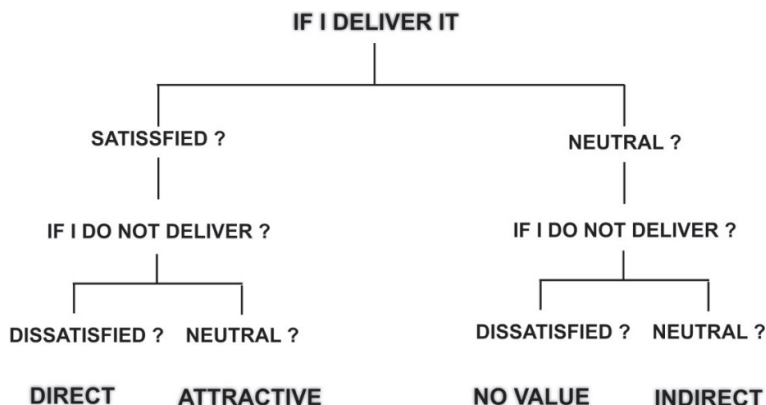 IF I DELIVER IT
SATISSFIED ?
NEUTRAL ?
IF I DO NOT DELIVER ?
IF I DO NOT DELIVER ?
DISSATISFIED ?
NEUTRAL ?
DISSATISFIED ?
NEUTRAL ?
DIRECT
ATTRACTIVE
NO VALUE
INDIRECT